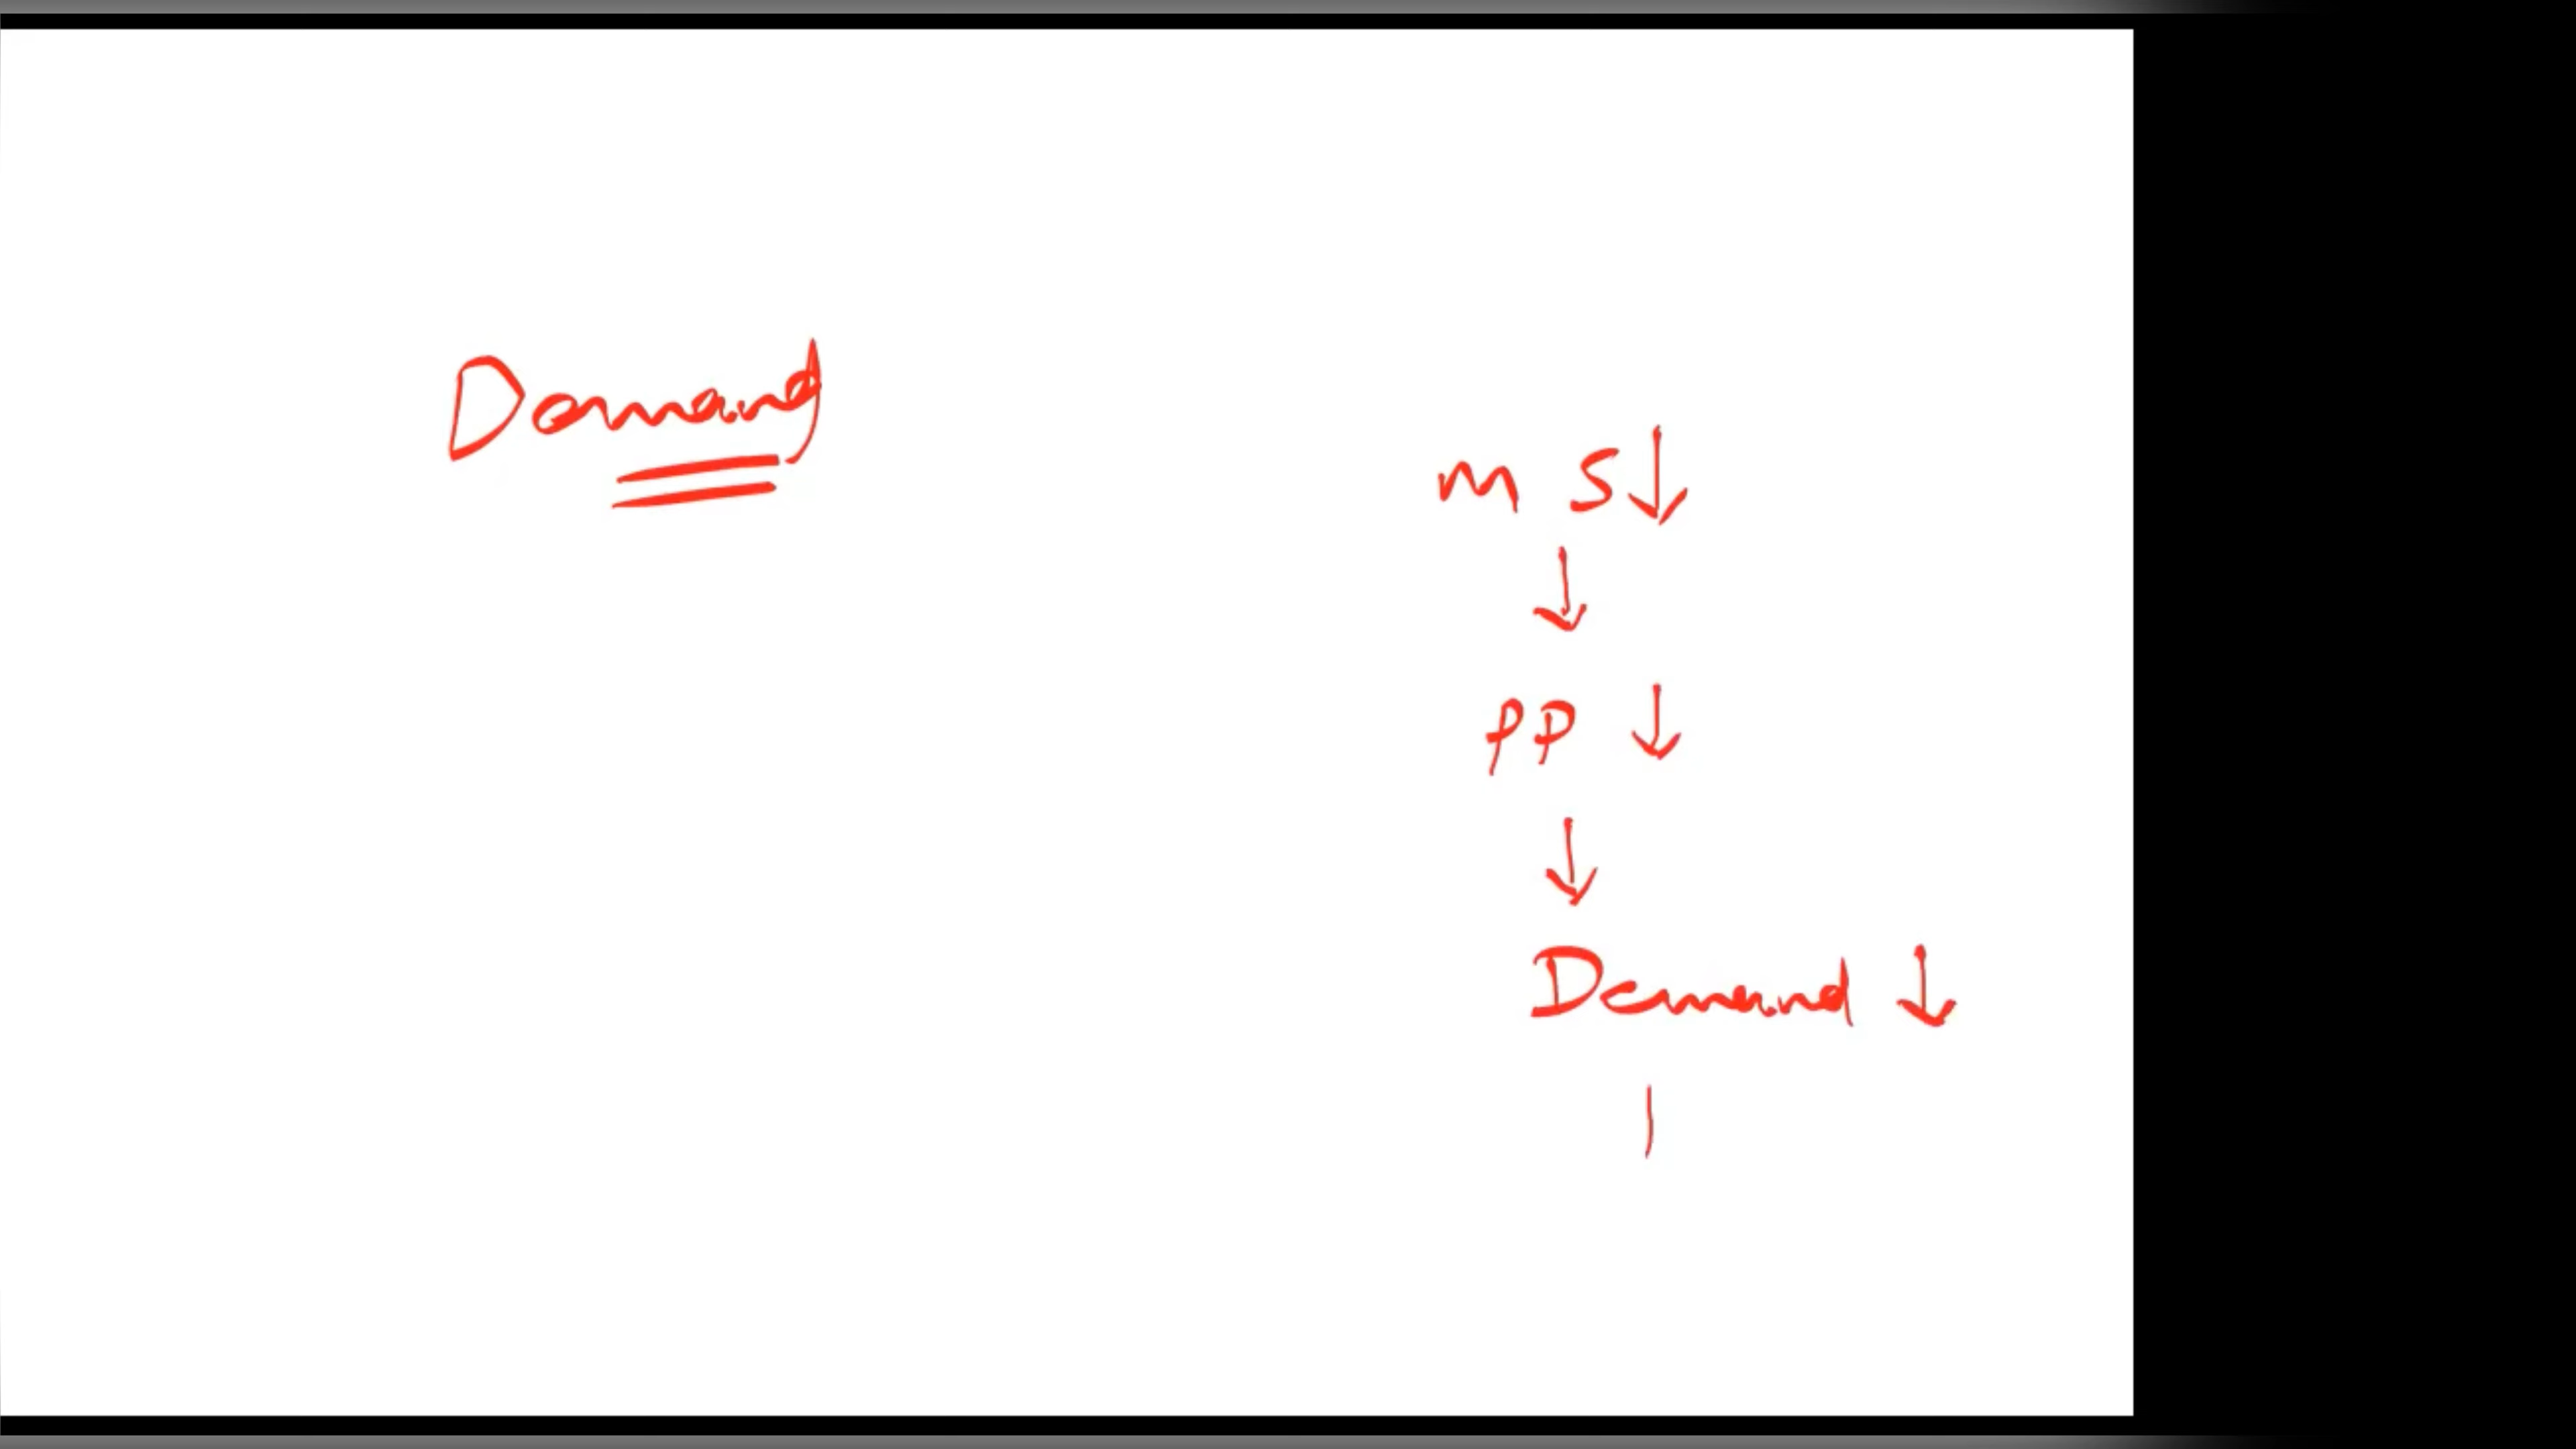 Demand
M S↓
↓
PP ↓
↓
Demand ↓